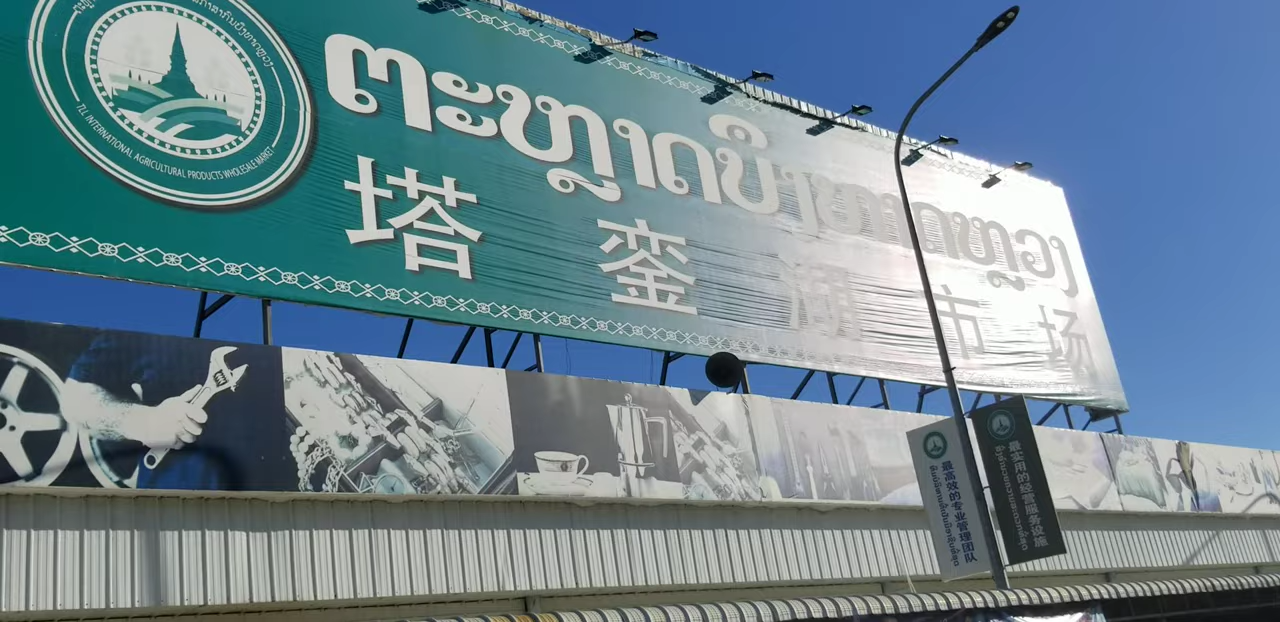 TLL INTERNATIONAL AGRICULTURAL PRODUCTS WHOLESALE MARKET
ຕະຫຼາດບຶງທາດຫຼວງ
塔銮湖市场
最高效的专业管理团队
最实用的经营服务设施